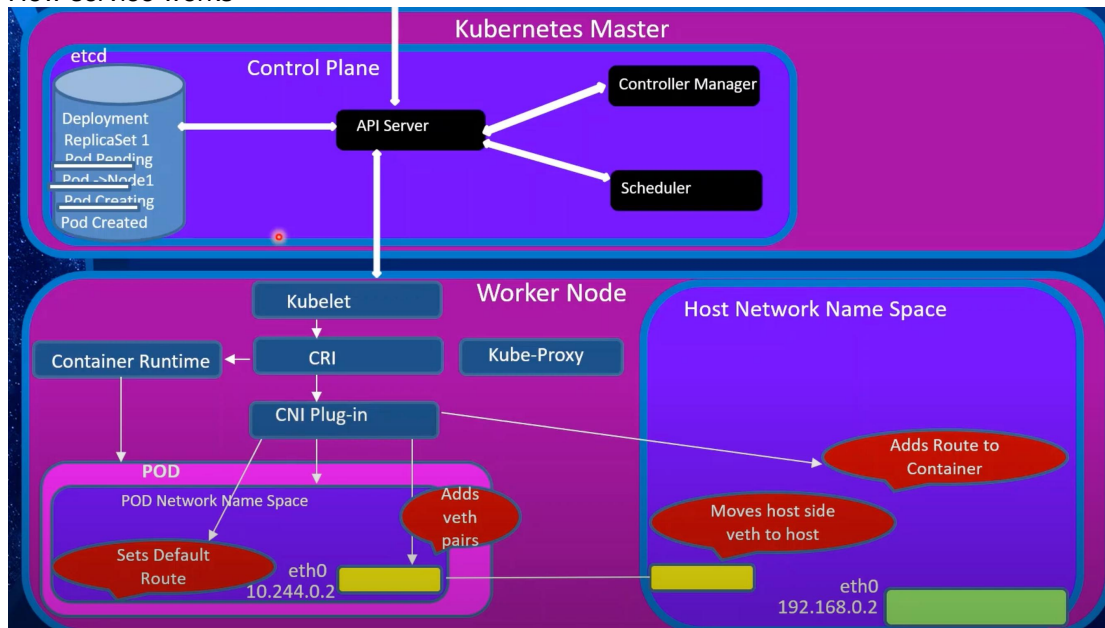 How Service works
Kubernetes Master
etcd
Control Plane
Deployment
ReplicaSet 1
Pod Pending
Pod ->Node1
Pod Creating
Pod Created
API Server
Controller Manager
Scheduler
Worker Node
Kubelet
Container Runtime
CRI
Kube-Proxy
CNI Plug-in
Host Network Name Space
POD
POD Network Name Space
Adds
veth
pairs
Sets Default
Route
eth0
10.244.0.2
Adds Route to
Container
Moves host side
veth to host
eth0
192.168.0.2